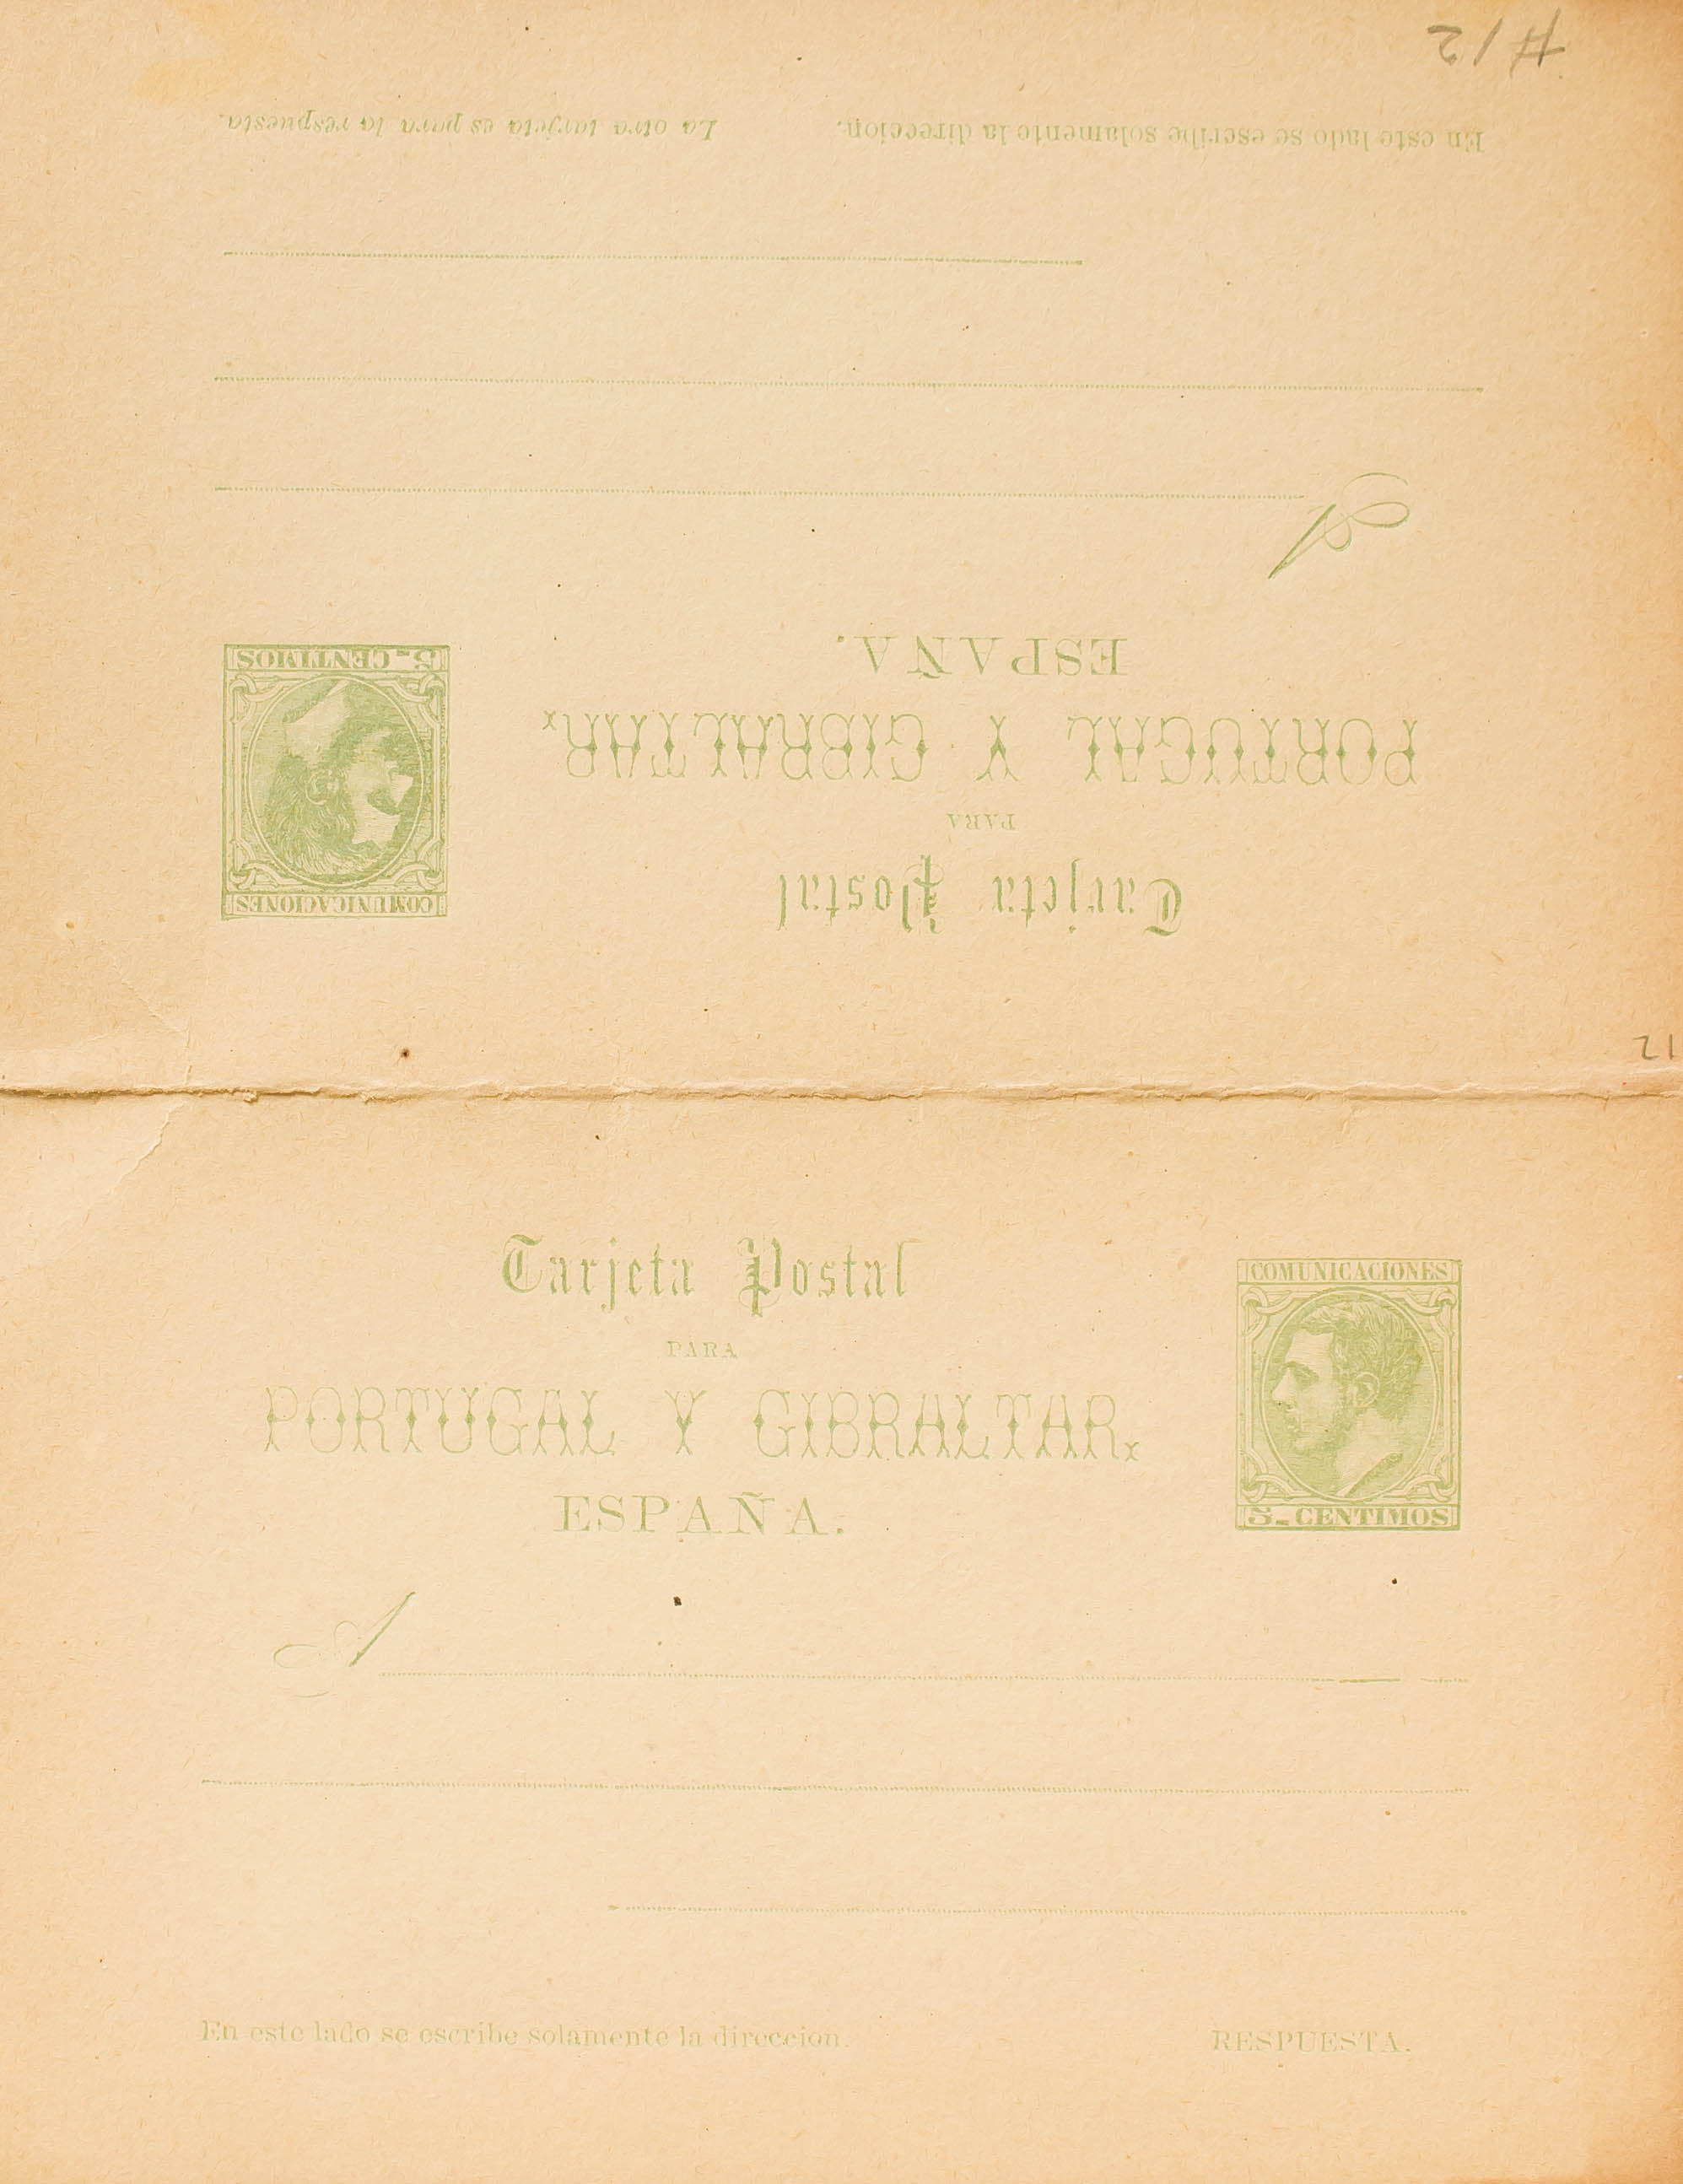 # 12
En este lado se escribe solamente la direccion.
La otra tarjeta es para la respuesta.
A
ESPAÑA.
PORTUGAL Y GIBRALTAR.
PARA
Tarjeta Postal
5 CENTIMOS
COMUNICACIONES
12
Tarjeta Postal
PARA
PORTUGAL Y GIBRALTAR.
ESPAÑA.
COMUNICACIONES
5 CENTIMOS
A
En este lado se escribe solamente la direccion.
RESPUESTA.